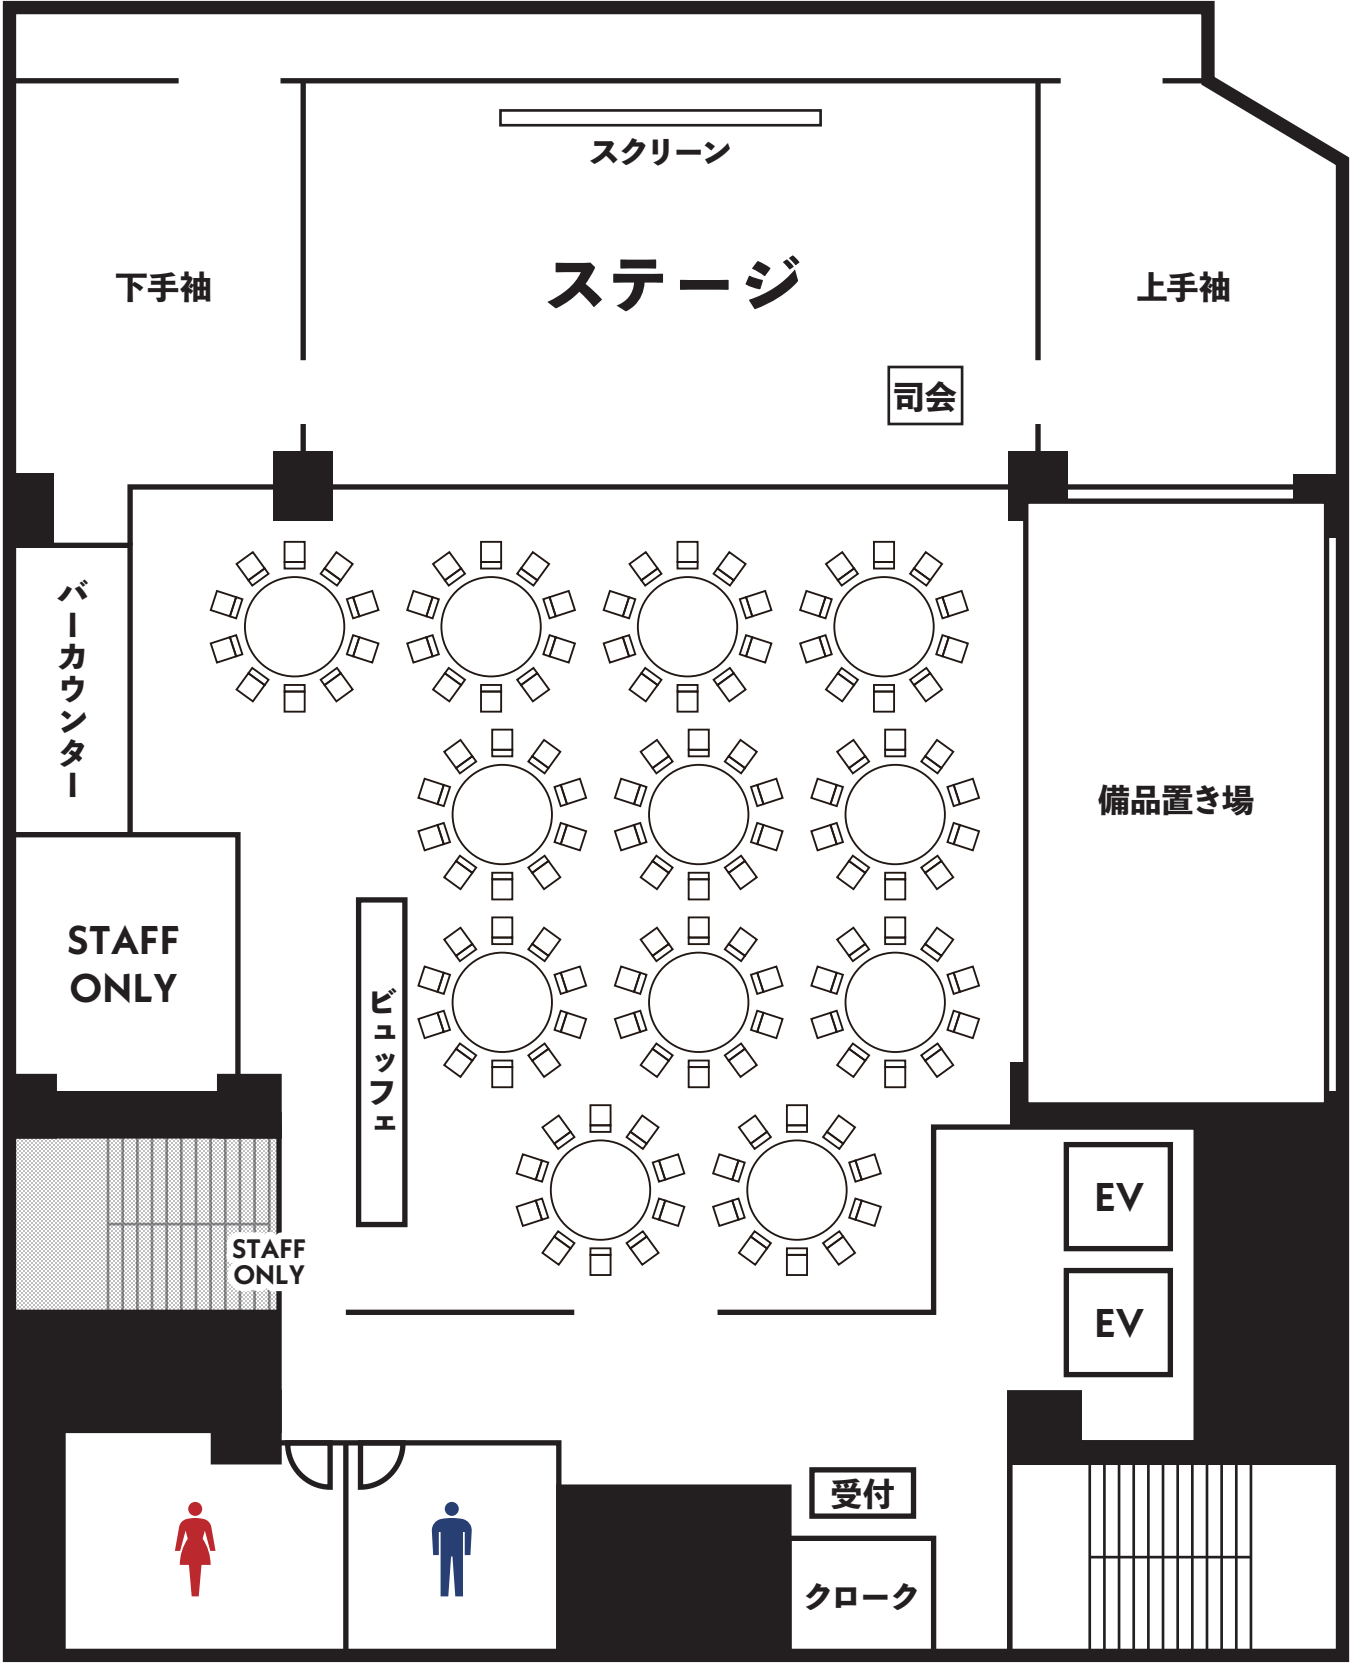 スクリーン
ステージ
下手袖
上手袖
司会
バーカウンター
備品置き場
STAFF
ONLY
ビュッフェ
EV
STAFF
ONLY
EV
受付
クローク